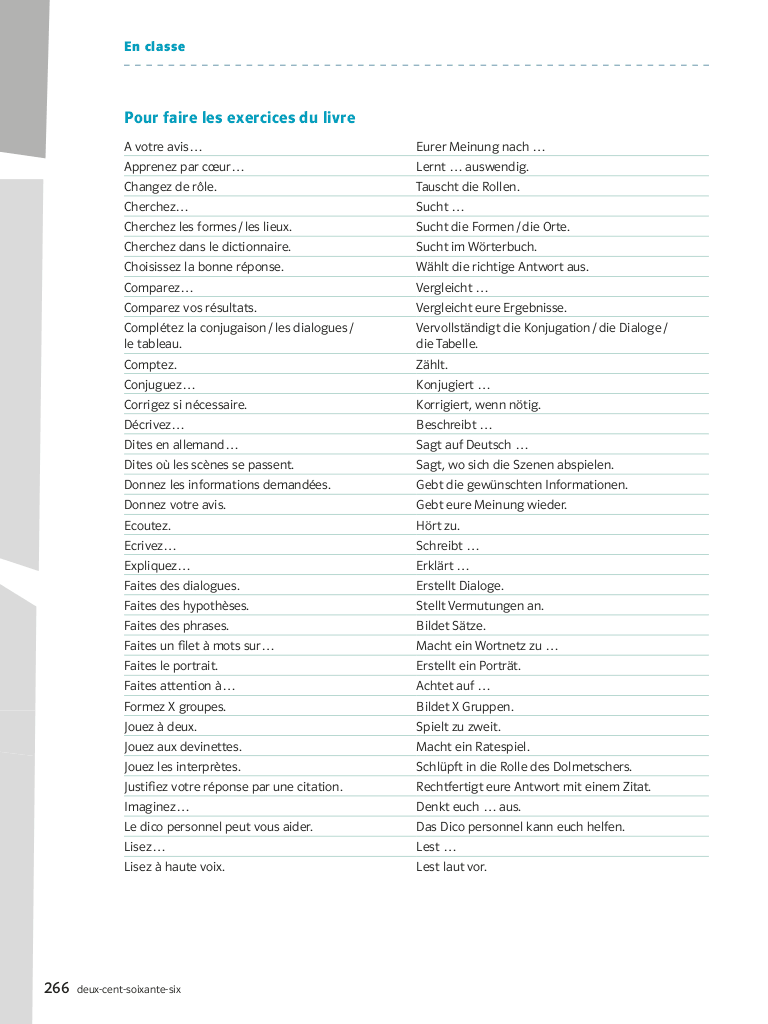 En classe
Pour faire les exercices du livre
A votre avis… Eurer Meinung nach …
Apprenez par cœur… Lernt … auswendig.
Changez de rôle. Tauscht die Rollen.
Cherchez… Sucht …
Cherchez les formes / les lieux. Sucht die Formen / die Orte.
Cherchez dans le dictionnaire. Sucht im Wörterbuch.
Choisissez la bonne réponse. Wählt die richtige Antwort aus.
Comparez… Vergleicht …
Comparez vos résultats. Vergleicht eure Ergebnisse.
Complétez la conjugaison / les dialogues / Vervollständigt die Konjugation / die Dialoge /
le tableau. die Tabelle.
Comptez. Zählt.
Conjuguez… Konjugiert …
Corrigez si nécessaire. Korrigiert, wenn nötig.
Décrivez… Beschreibt …
Dites en allemand… Sagt auf Deutsch …
Dites où les scènes se passent. Sagt, wo sich die Szenen abspielen.
Donnez les informations demandées. Gebt die gewünschten Informationen.
Donnez votre avis. Gebt eure Meinung wieder.
Ecoutez. Hört zu.
Ecrivez… Schreibt …
Expliquez… Erklärt …
Faites des dialogues. Erstellt Dialoge.
Faites des hypothèses. Stellt Vermutungen an.
Faites des phrases. Bildet Sätze.
Faites un filet à mots sur… Macht ein Wortnetz zu …
Faites le portrait. Erstellt ein Porträt.
Faites attention à… Achtet auf …
Formez X groupes. Bildet X Gruppen.
Jouez à deux. Spielt zu zweit.
Jouez aux devinettes. Macht ein Ratespiel.
Jouez les interprètes. Schlüpft in die Rolle des Dolmetschers.
Justifiez votre réponse par une citation. Rechtfertigt eure Antwort mit einem Zitat.
Imaginez… Denkt euch … aus.
Le dico personnel peut vous aider. Das Dico personnel kann euch helfen.
Lisez… Lest …
Lisez à haute voix. Lest laut vor.
266 deux-cent-soixante-six